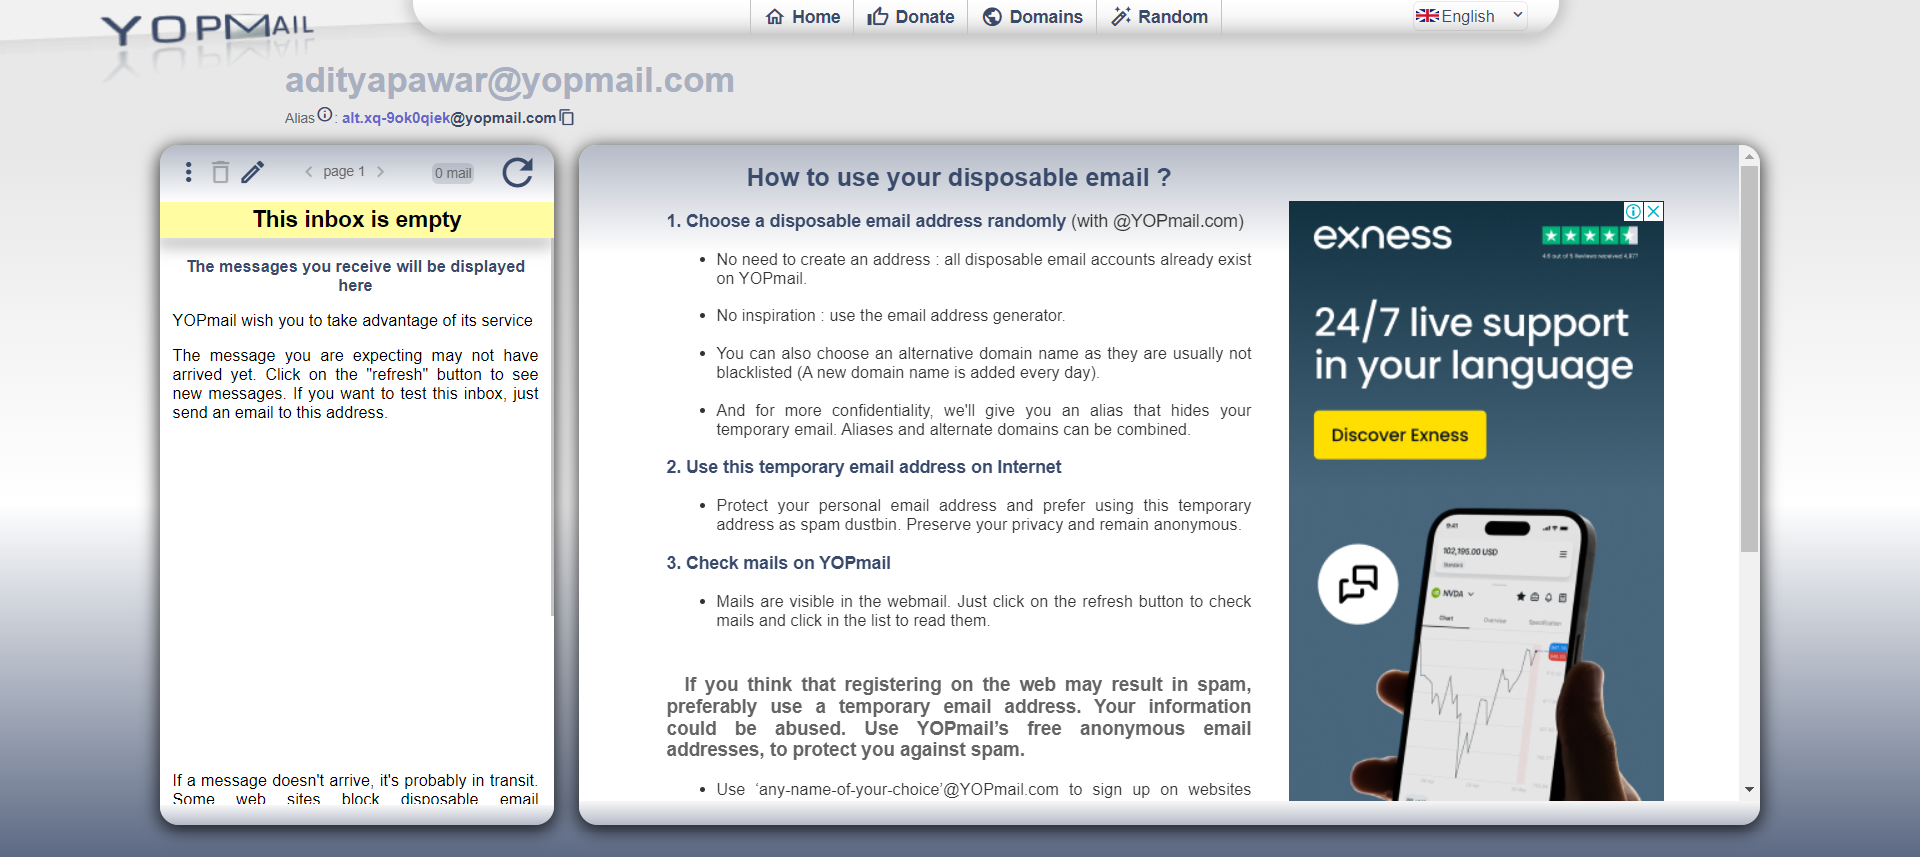 YOPMAIL
Home
Donate
Domains
Random
English
adityapawar@yopmail.com
Alias : alt.xq-9ok0qiek@yopmail.com
page 1
0 mail
This inbox is empty
The messages you receive will be displayed
here
YOPmail wish you to take advantage of its service
The message you are expecting may not have
arrived yet. Click on the "refresh" button to see
new messages. If you want to test this inbox, just
send an email to this address.
If a message doesn't arrive, it's probably in transit.
Some web sites block disposable email
How to use your disposable email ?
1. Choose a disposable email address randomly (with @YOPmail.com)
• No need to create an address : all disposable email accounts already exist
on YOPmail.
• No inspiration : use the email address generator.
• You can also choose an alternative domain name as they are usually not
blacklisted (A new domain name is added every day).
• And for more confidentiality, we'll give you an alias that hides your
temporary email. Aliases and alternate domains can be combined.
2. Use this temporary email address on Internet
• Protect your personal email address and prefer using this temporary
address as spam dustbin. Preserve your privacy and remain anonymous.
3. Check mails on YOPmail
• Mails are visible in the webmail. Just click on the refresh button to check
mails and click in the list to read them.
If you think that registering on the web may result in spam,
preferably use a temporary email address. Your information
could be abused. Use YOPmail’s free anonymous email
addresses, to protect you against spam.
• Use ‘any-name-of-your-choice’@YOPmail.com to sign up on websites
exness
24/7 live support
in your language
Discover Exness
9:41
102,195.00 USD
Standard
NVDA
Chart
Overview
Specification